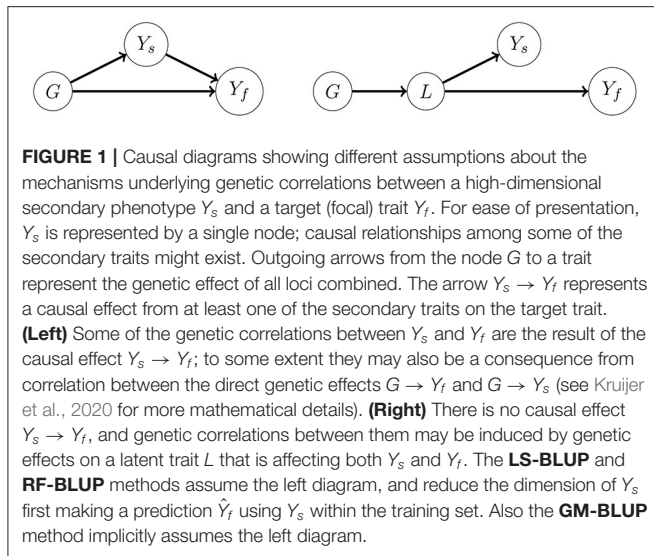 G Y_s Y_f G L Y_s Y_f
FIGURE 1 | Causal diagrams showing different assumptions about the
mechanisms underlying genetic correlations between a high-dimensional
secondary phenotype Y_s and a target (focal) trait Y_f. For ease of presentation,
Y_s is represented by a single node; causal relationships among some of the
secondary traits might exist. Outgoing arrows from the node G to a trait
represent the genetic effect of all loci combined. The arrow Y_s → Y_f represents
a causal effect from at least one of the secondary traits on the target trait.
(Left) Some of the genetic correlations between Y_s and Y_f are the result of the
causal effect Y_s → Y_f; to some extent they may also be a consequence from
correlation between the direct genetic effects G → Y_f and G → Y_s (see Kruijer
et al., 2020 for more mathematical details). (Right) There is no causal effect
Y_s → Y_f, and genetic correlations between them may be induced by genetic
effects on a latent trait L that is affecting both Y_s and Y_f. The LS-BLUP and
RF-BLUP methods assume the left diagram, and reduce the dimension of Y_s
first making a prediction Ŷ_f using Y_s within the training set. Also the GM-BLUP
method implicitly assumes the left diagram.